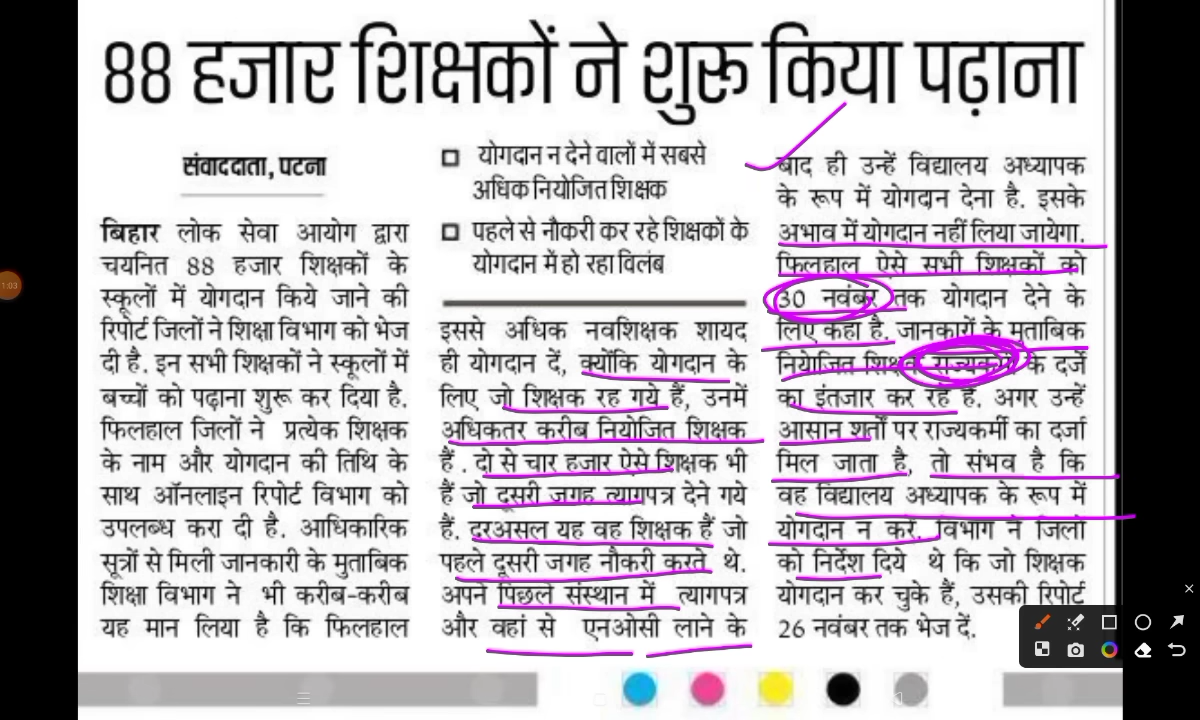 88 हजार शिक्षकों ने शुरू किया पढ़ाना
संवाददाता, पटना
बिहार लोक सेवा आयोग द्वारा
चयनित 88 हजार शिक्षकों के
स्कूलों में योगदान किये जाने की
रिपोर्ट जिलों ने शिक्षा विभाग को भेज
दी है. इन सभी शिक्षकों ने स्कूलों में
बच्चों को पढ़ाना शुरू कर दिया है.
फिलहाल जिलों ने प्रत्येक शिक्षक
के नाम और योगदान की तिथि के
साथ ऑनलाइन रिपोर्ट विभाग को
उपलब्ध करा दी है. आधिकारिक
सूत्रों से मिली जानकारी के मुताबिक
शिक्षा विभाग ने भी करीब-करीब
यह मान लिया है कि फिलहाल
योगदान न देने वालों में सबसे
अधिक नियोजित शिक्षक
पहले से नौकरी कर रहे शिक्षकों के
योगदान में हो रहा विलंब
इससे अधिक नवशिक्षक शायद
ही योगदान दें, क्योंकि योगदान के
लिए जो शिक्षक रह गये हैं, उनमें
अधिकतर करीब नियोजित शिक्षक
हैं . दो से चार हजार ऐसे शिक्षक भी
हैं जो दूसरी जगह त्यागपत्र देने गये
हैं. दरअसल यह वह शिक्षक हैं जो
पहले दूसरी जगह नौकरी करते थे.
अपने पिछले संस्थान में त्यागपत्र
और वहां से एनओसी लाने के
बाद ही उन्हें विद्यालय अध्यापक
के रूप में योगदान देना है. इसके
अभाव में योगदान नहीं लिया जायेगा.
फिलहाल ऐसे सभी शिक्षकों को
30 नवंबर तक योगदान देने के
लिए कहा है. जानकारों के मुताबिक
नियोजित शिक्षक राज्यकर्मी के दर्जे
का इंतजार कर रहे हैं. अगर उन्हें
आसान शर्तों पर राज्यकर्मी का दर्जा
मिल जाता है, तो संभव है कि
वह विद्यालय अध्यापक के रूप में
योगदान न करें. विभाग ने जिलों
को निर्देश दिये थे कि जो शिक्षक
योगदान कर चुके हैं, उसकी रिपोर्ट
26 नवंबर तक भेज दें.
1:03